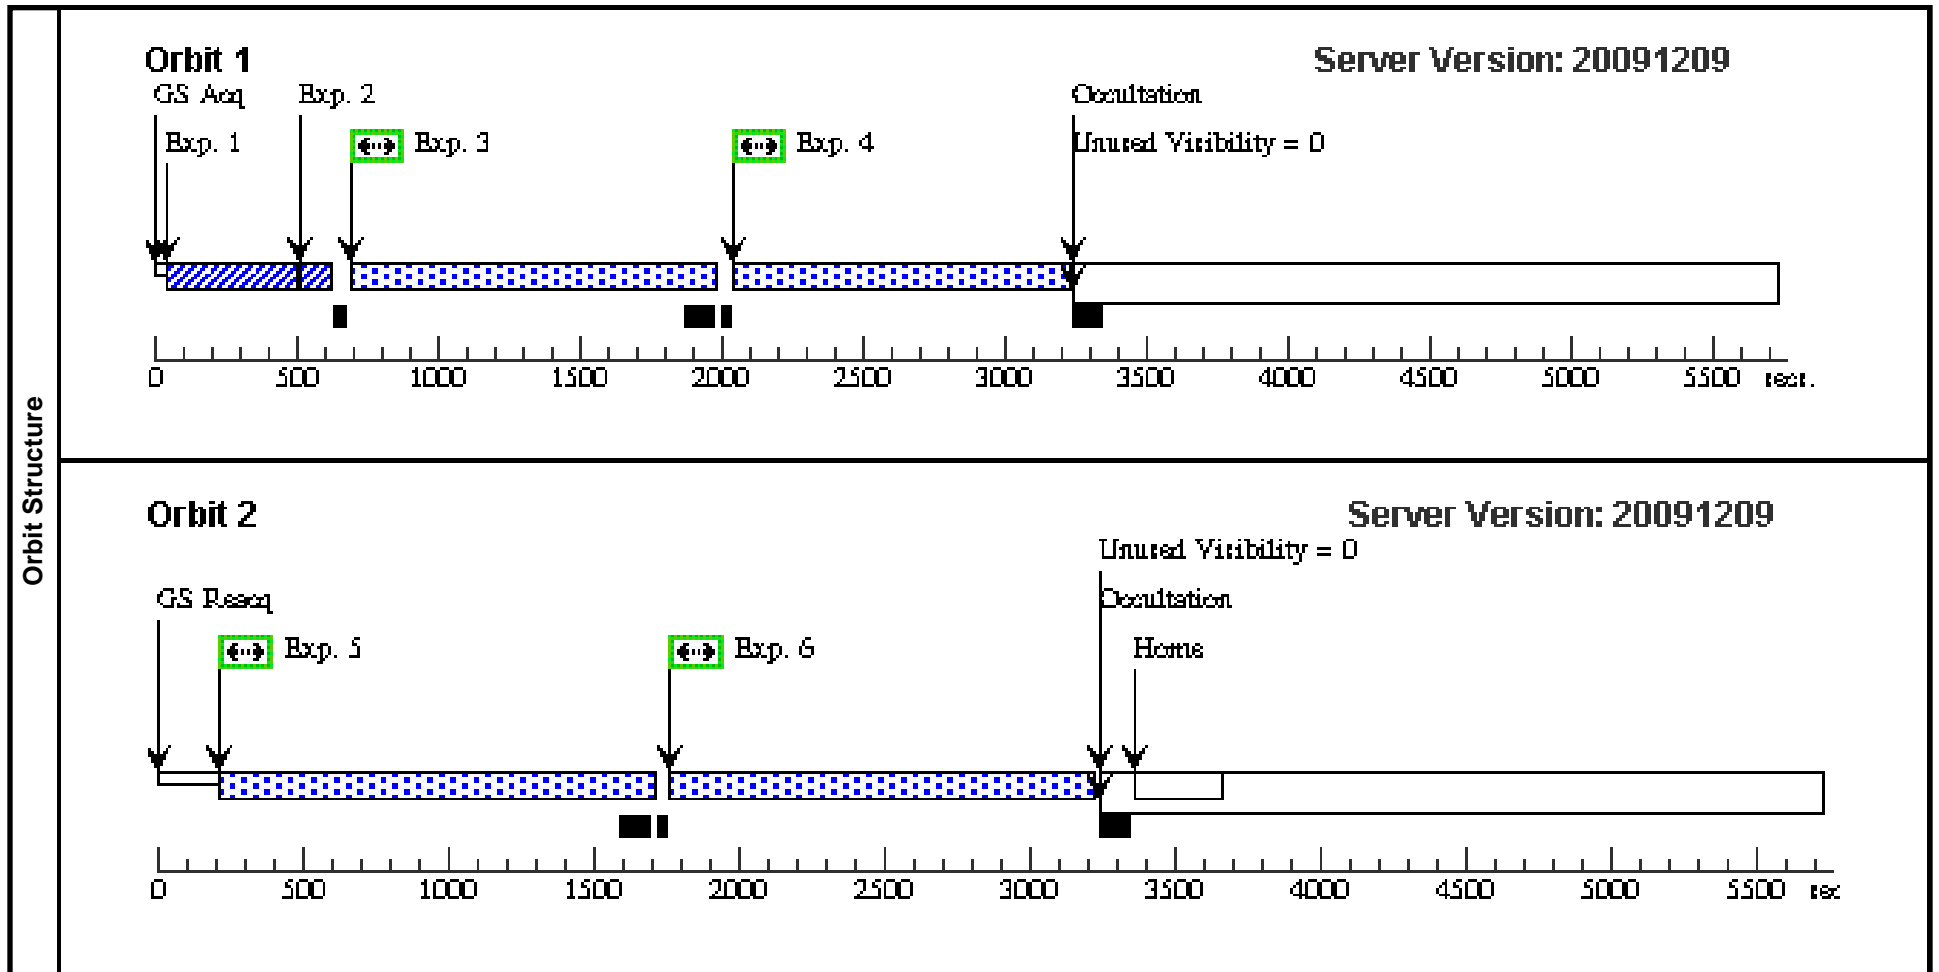 Orbit Structure
Orbit 1
Server Version: 20091209
GS Acq
Exp. 2
Occultation
Exp. 1
Exp. 3
Exp. 4
Unused Visibility = 0
0 500 1000 1500 2000 2500 3000 3500 4000 4500 5000 5500 secs.
Orbit 2
Server Version: 20091209
Unused Visibility = 0
GS Reacq
Occultation
Exp. 5
Exp. 6
Home
0 500 1000 1500 2000 2500 3000 3500 4000 4500 5000 5500 sec